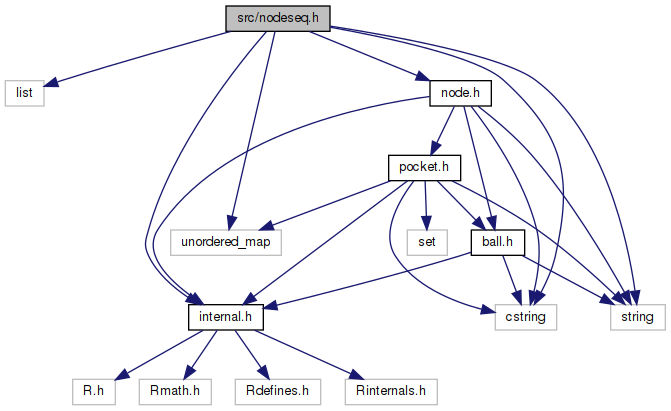 src/nodeseq.h
list
node.h
pocket.h
unordered_map
set
ball.h
internal.h
cstring
string
R.h
Rmath.h
Rdefines.h
Rinternals.h